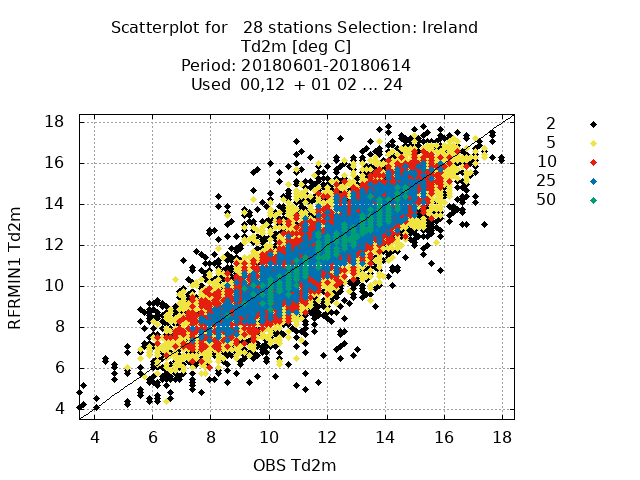 Scatterplot for 28 stations Selection: Ireland
Td2m [deg C]
Period: 20180601-20180614
Used 00,12 + 01 02 ... 24
2
5
10
25
50
18
16
14
12
10
8
6
4
RFRMIN1 Td2m
4 6 8 10 12 14 16 18
OBS Td2m